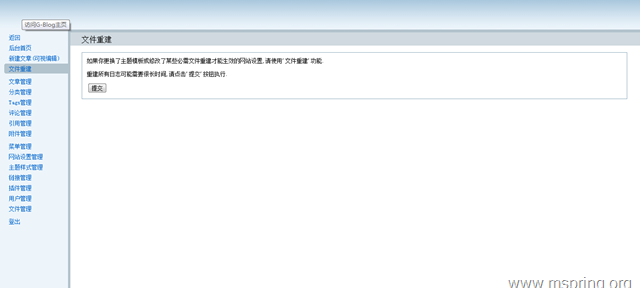 访问G-Blog主页
返回
后台首页
新建文章 (可视编辑)
文件重建
文章管理
分类管理
Tags管理
评论管理
引用管理
附件管理
菜单管理
网站设置管理
主题样式管理
链接管理
插件管理
用户管理
文件管理
登出
文件重建
如果你更换了主题模板或修改了某些必需文件重建才能生效的网站设置, 请使用 '文件重建' 功能.
重建所有日志可能需要很长时间, 请点击 '提交' 按钮执行.
提交
www.mspring.org